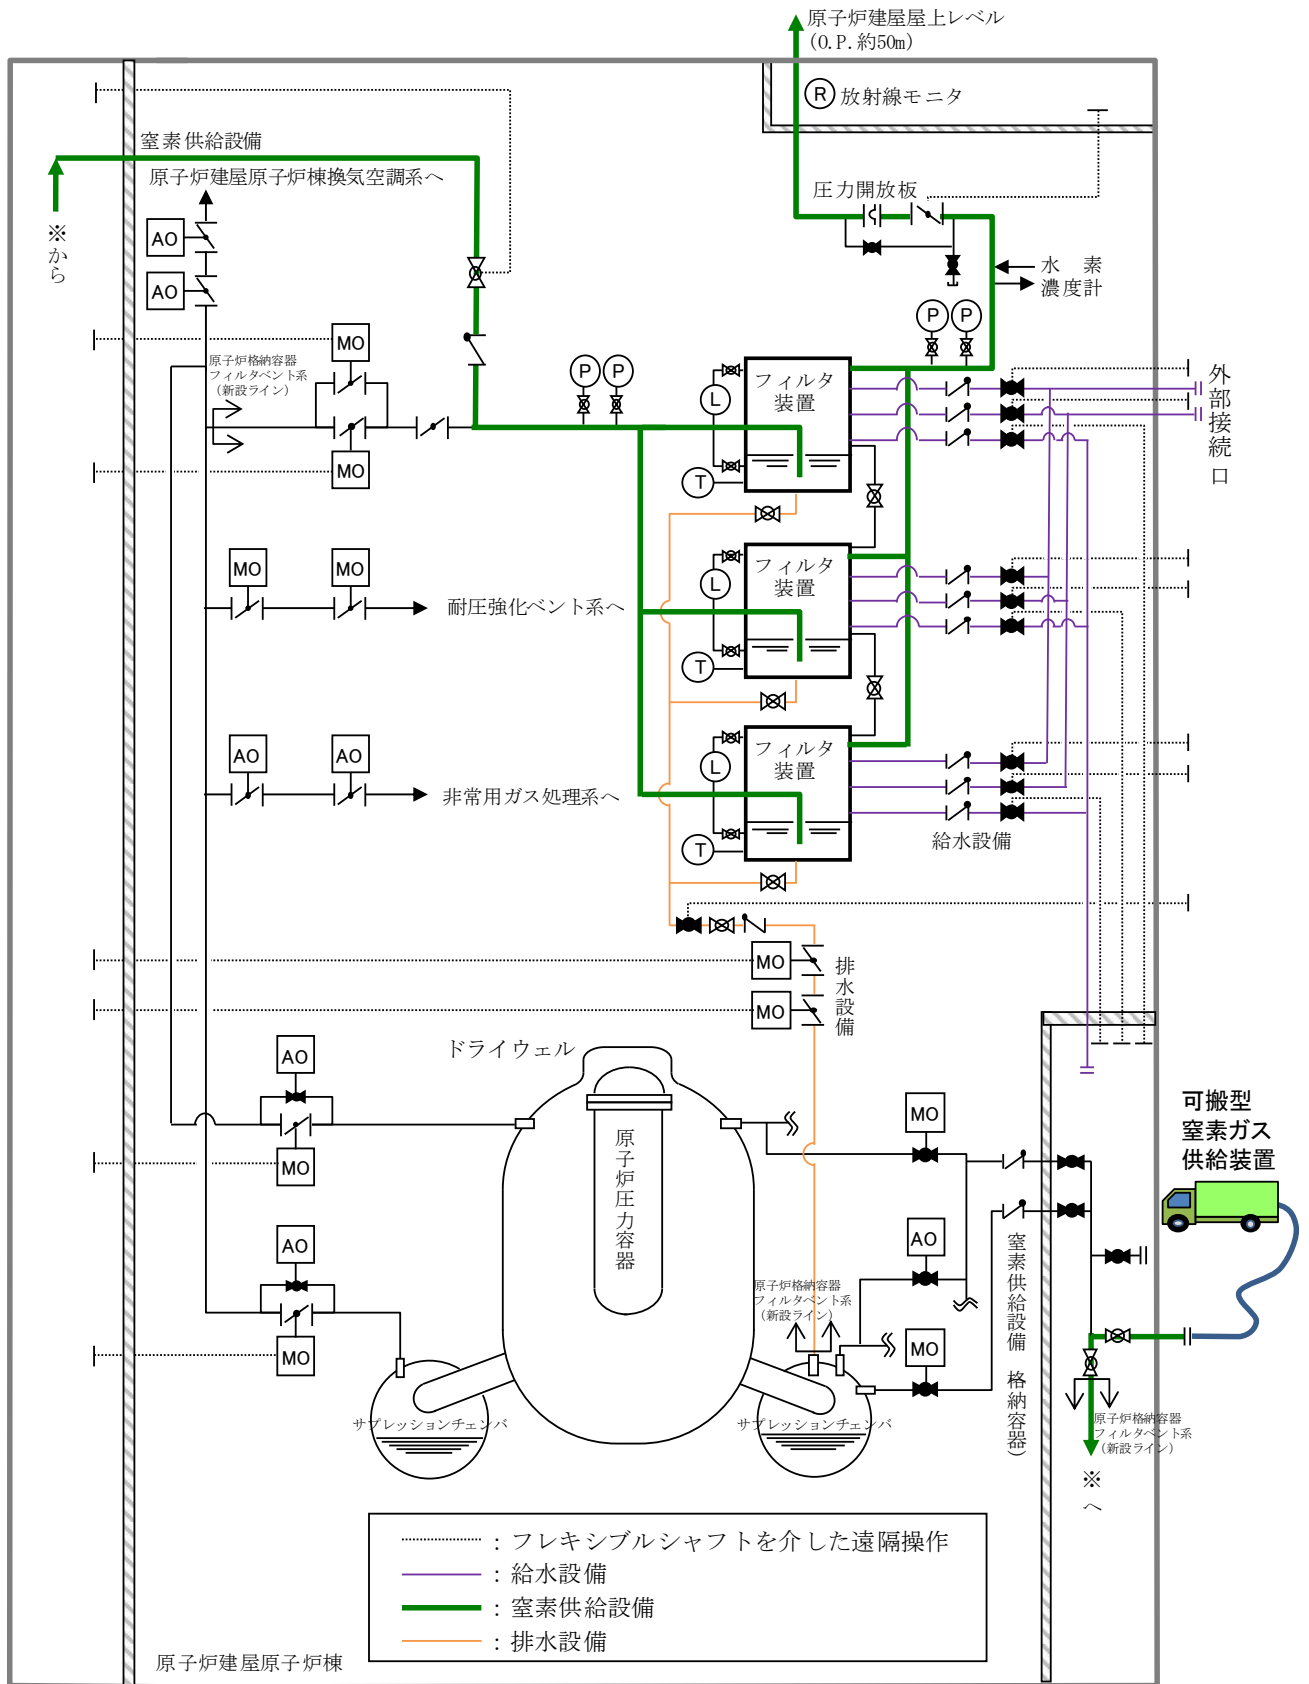 原子炉建屋屋上レベル
(O.P.約50m)
R
放射線モニタ
窒素供給設備
原子炉建屋原子炉棟換気空調系へ
※から
AO
AO
圧力開放板
水　素
濃度計
P
P
MO
原子炉格納容器
フィルタベント系
(新設ライン)
MO
P
P
L
T
フィルタ
装置
外部接続口
MO
MO
耐圧強化ベント系へ
L
T
フィルタ
装置
AO
AO
非常用ガス処理系へ
L
T
フィルタ
装置
給水設備
MO
MO
排水設備
AO
MO
ドライウェル
原子炉圧力容器
MO
AO
MO
可搬型
窒素ガス
供給装置
AO
MO
窒素供給設備
(格納容器)
原子炉格納容器
フィルタベント系
(新設ライン)
サプレッションチェンバ
サプレッションチェンバ
原子炉格納容器
フィルタベント系
(新設ライン)
※へ
：フレキシブルシャフトを介した遠隔操作
：給水設備
：窒素供給設備
：排水設備
原子炉建屋原子炉棟